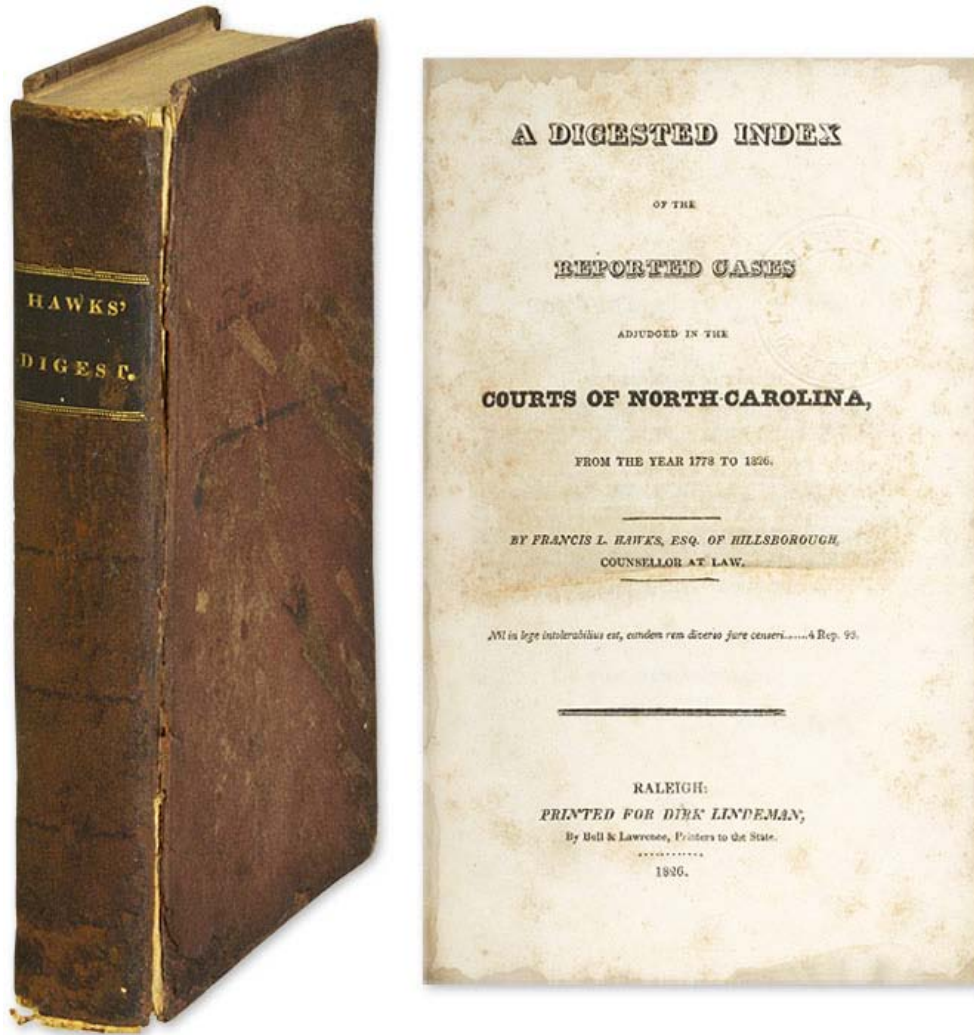 HAWKS'
DIGEST.
A DIGESTED INDEX
OF THE
REPORTED CASES
ADJUDGED IN THE
COURTS OF NORTH CAROLINA,
FROM THE YEAR 1778 TO 1826.
BY FRANCIS L. HAWKS, ESQ. OF HILLSBOROUGH,
COUNSELLOR AT LAW.
Nil in lege intolerabilius est, eandem rem diverso jure censeri......4 Rep. 93.
RALEIGH:
PRINTED FOR DIRK LINDEMAN,
By Bell & Lawrence, Printers to the State.
1826.